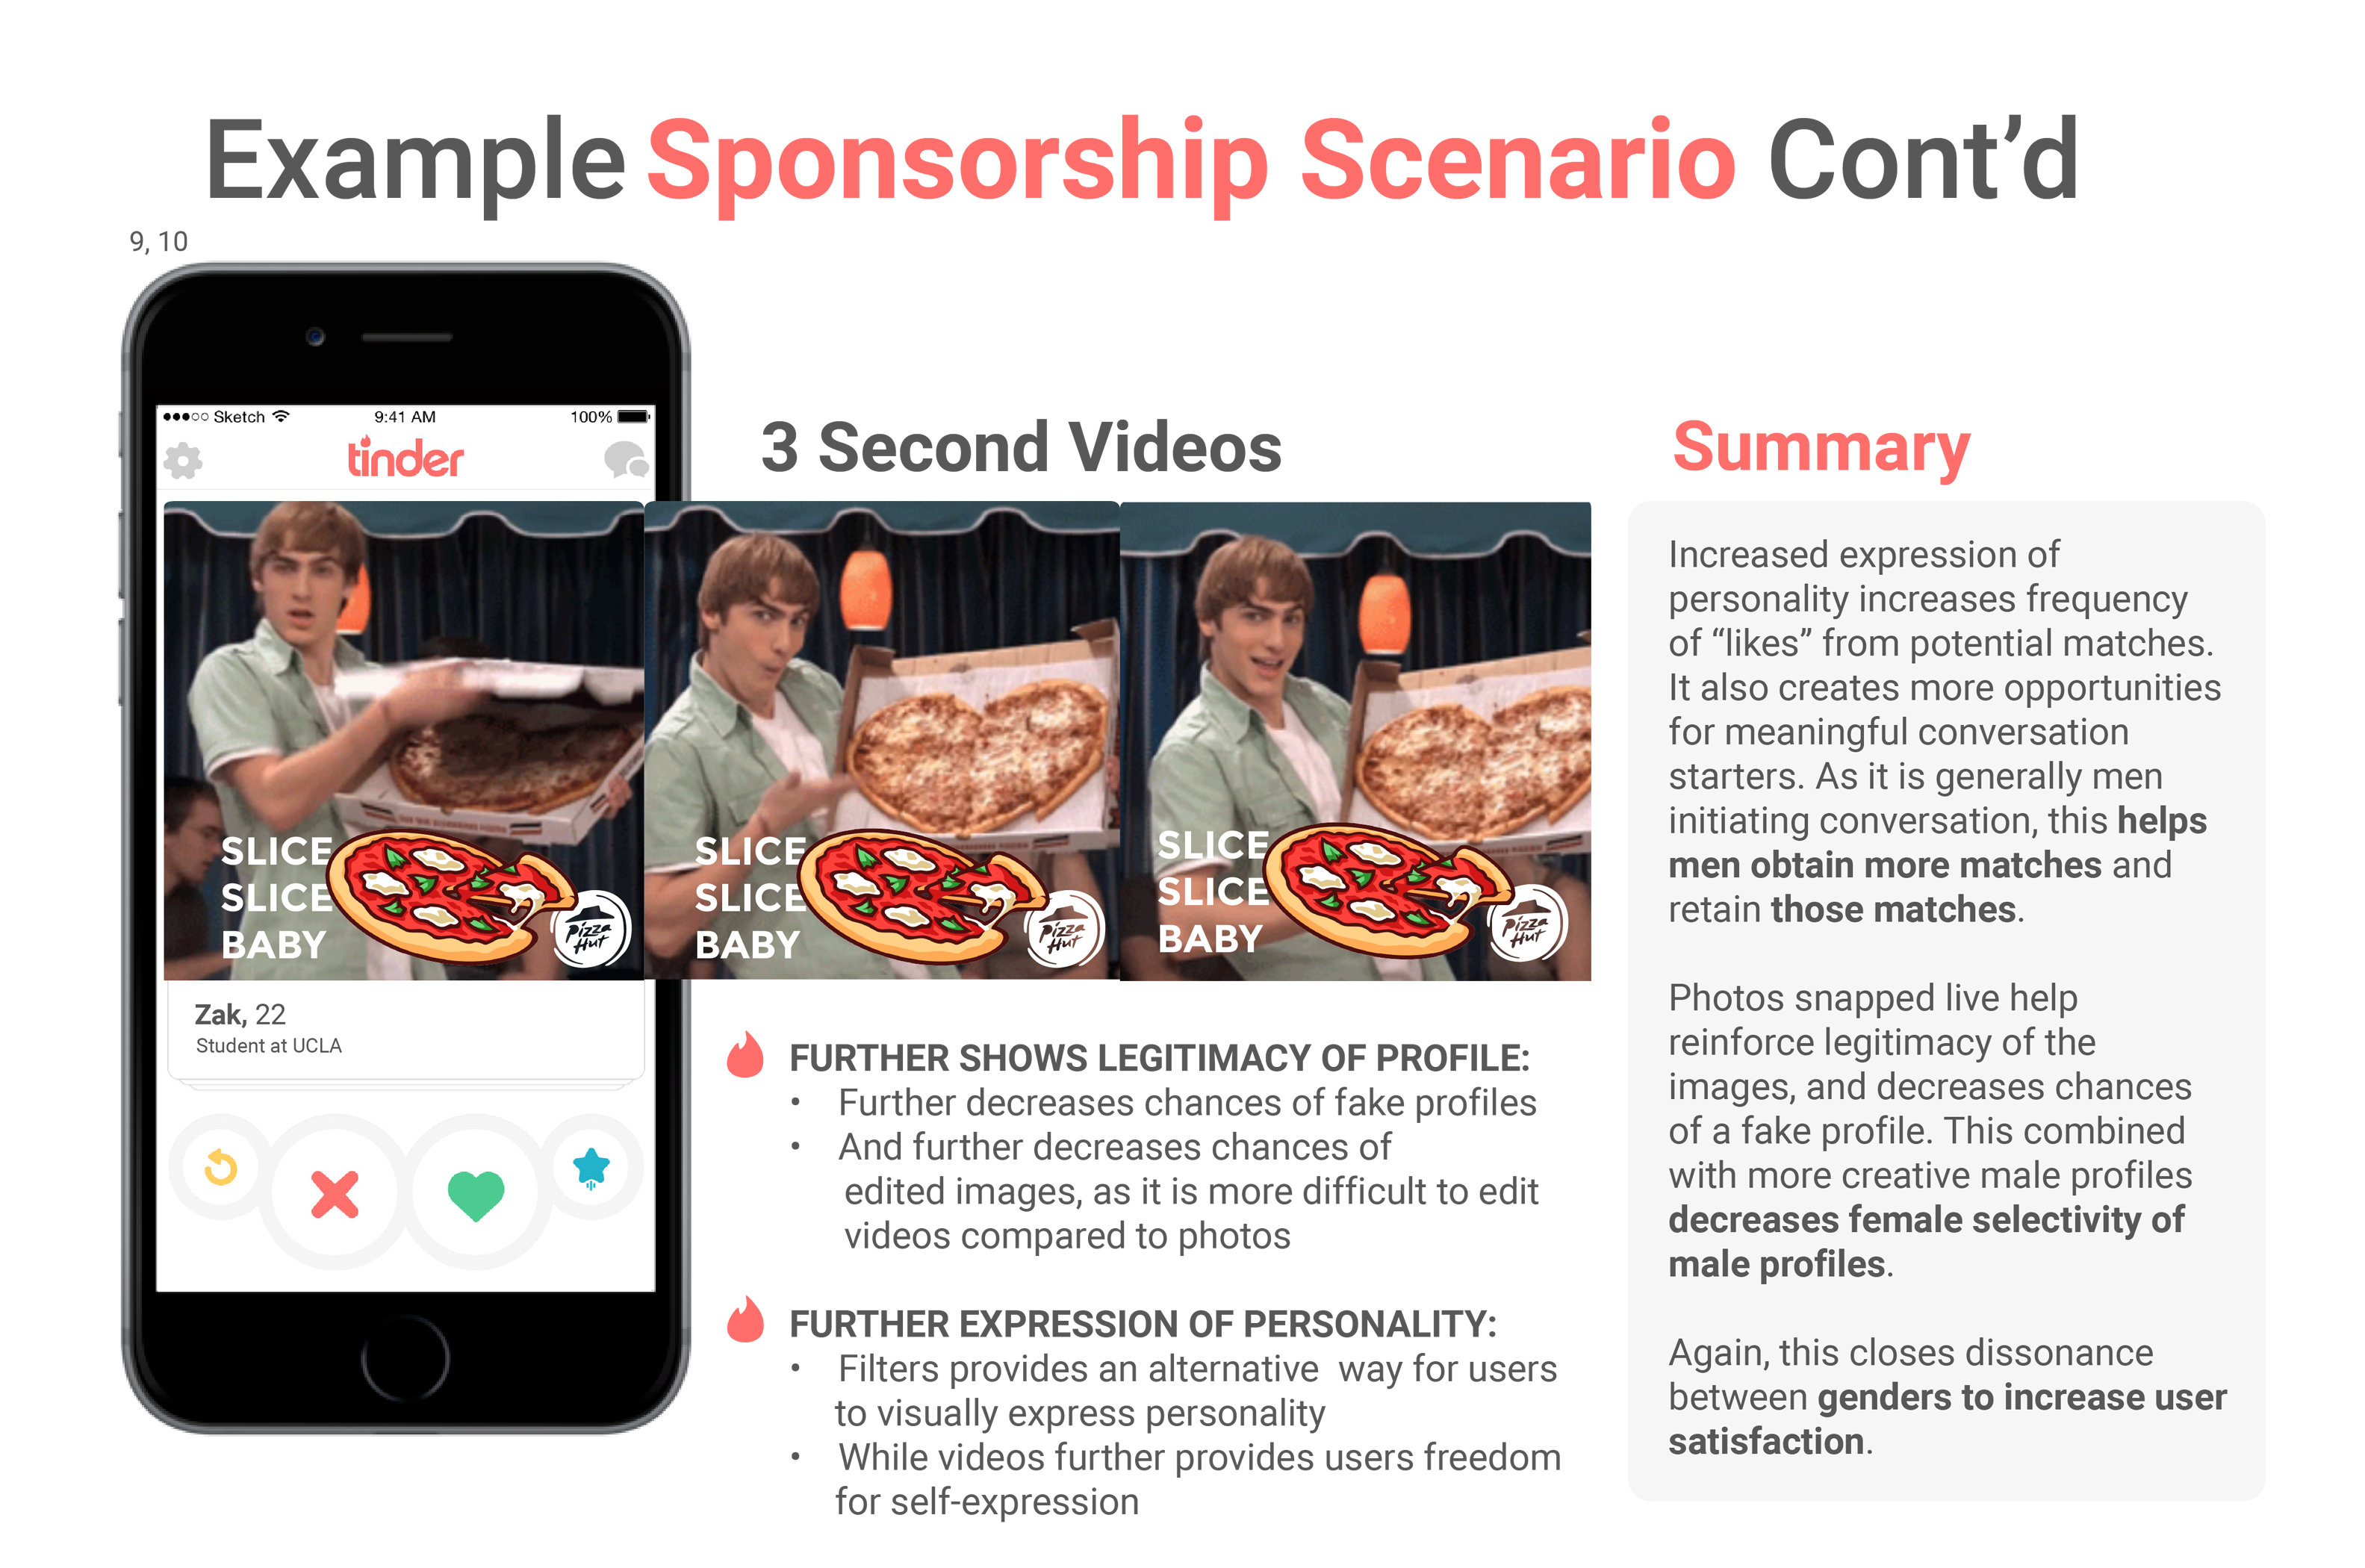 Example Sponsorship Scenario Cont’d
9, 10
●●●○○ Sketch 9:41 AM 100%
tinder
SLICE
SLICE
BABY
Pizza
Hut
Zak, 22
Student at UCLA
3 Second Videos
SLICE
SLICE
BABY
Pizza
Hut
SLICE
SLICE
BABY
Pizza
Hut
FURTHER SHOWS LEGITIMACY OF PROFILE:
• Further decreases chances of fake profiles
• And further decreases chances of
edited images, as it is more difficult to edit
videos compared to photos
FURTHER EXPRESSION OF PERSONALITY:
• Filters provides an alternative way for users
to visually express personality
• While videos further provides users freedom
for self-expression
Summary
Increased expression of
personality increases frequency
of “likes” from potential matches.
It also creates more opportunities
for meaningful conversation
starters. As it is generally men
initiating conversation, this helps
men obtain more matches and
retain those matches.
Photos snapped live help
reinforce legitimacy of the
images, and decreases chances
of a fake profile. This combined
with more creative male profiles
decreases female selectivity of
male profiles.
Again, this closes dissonance
between genders to increase user
satisfaction.